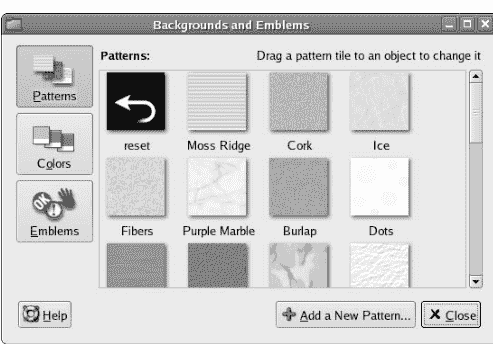 Backgrounds and Emblems
Patterns: Drag a pattern tile to an object to change it
Patterns
Colors
Emblems
reset Moss Ridge Cork Ice
Fibers Purple Marble Burlap Dots
Help Add a New Pattern... Close